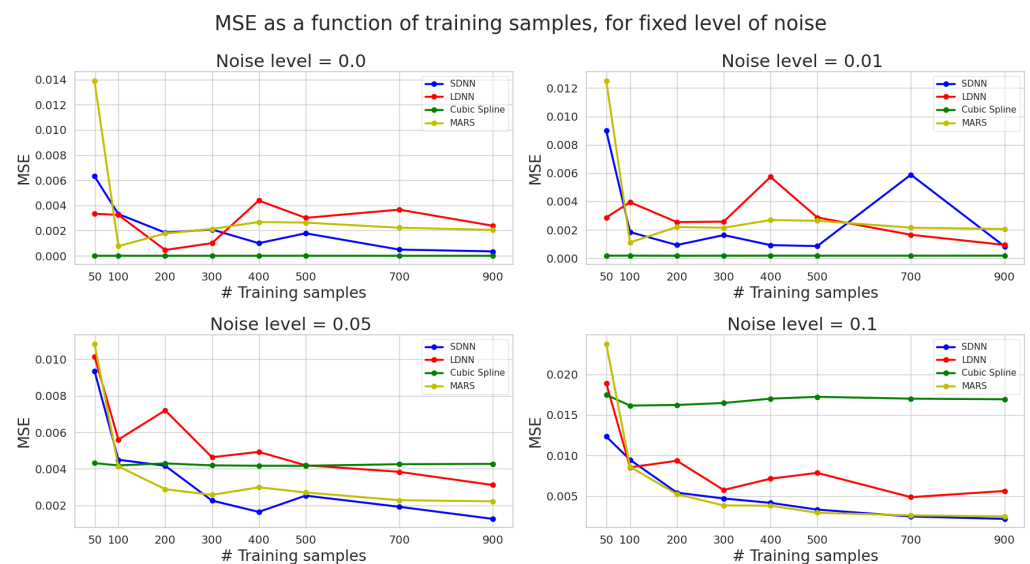 MSE as a function of training samples, for fixed level of noise
Noise level = 0.0
MSE
0.014
0.012
0.010
0.008
0.006
0.004
0.002
0.000
SDNN
LDNN
Cubic Spline
MARS
50 100 200 300 400 500 700 900
# Training samples
Noise level = 0.01
MSE
0.012
0.010
0.008
0.006
0.004
0.002
0.000
SDNN
LDNN
Cubic Spline
MARS
50 100 200 300 400 500 700 900
# Training samples
Noise level = 0.05
MSE
0.010
0.008
0.006
0.004
0.002
SDNN
LDNN
Cubic Spline
MARS
50 100 200 300 400 500 700 900
# Training samples
Noise level = 0.1
MSE
0.020
0.015
0.010
0.005
SDNN
LDNN
Cubic Spline
MARS
50 100 200 300 400 500 700 900
# Training samples